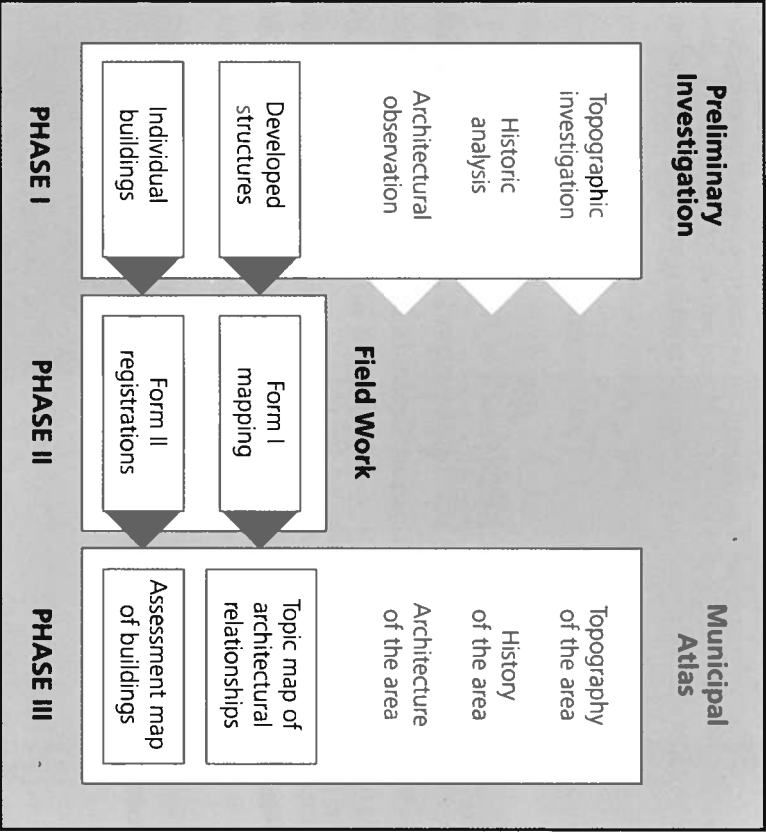 Preliminary
Investigation
Topographic
investigation
Historic
analysis
Architectural
observation
Developed
structures
Individual
buildings
PHASE I
Field Work
Form I
mapping
Form II
registrations
PHASE II
Municipal
Atlas
Topography
of the area
History
of the area
Architecture
of the area
Topic map of
architectural
relationships
Assessment map
of buildings
PHASE III